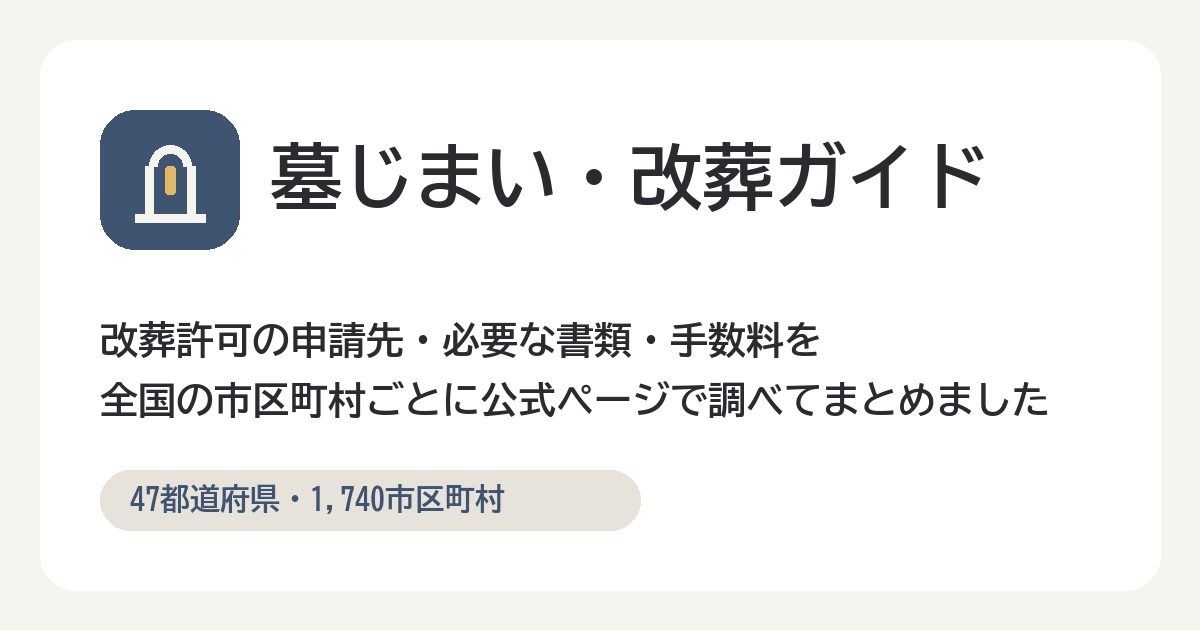 墓じまい・改葬ガイド
改葬許可の申請先・必要な書類・手数料を
全国の市区町村ごとに公式ページで調べてまとめました
47都道府県・1,740市区町村